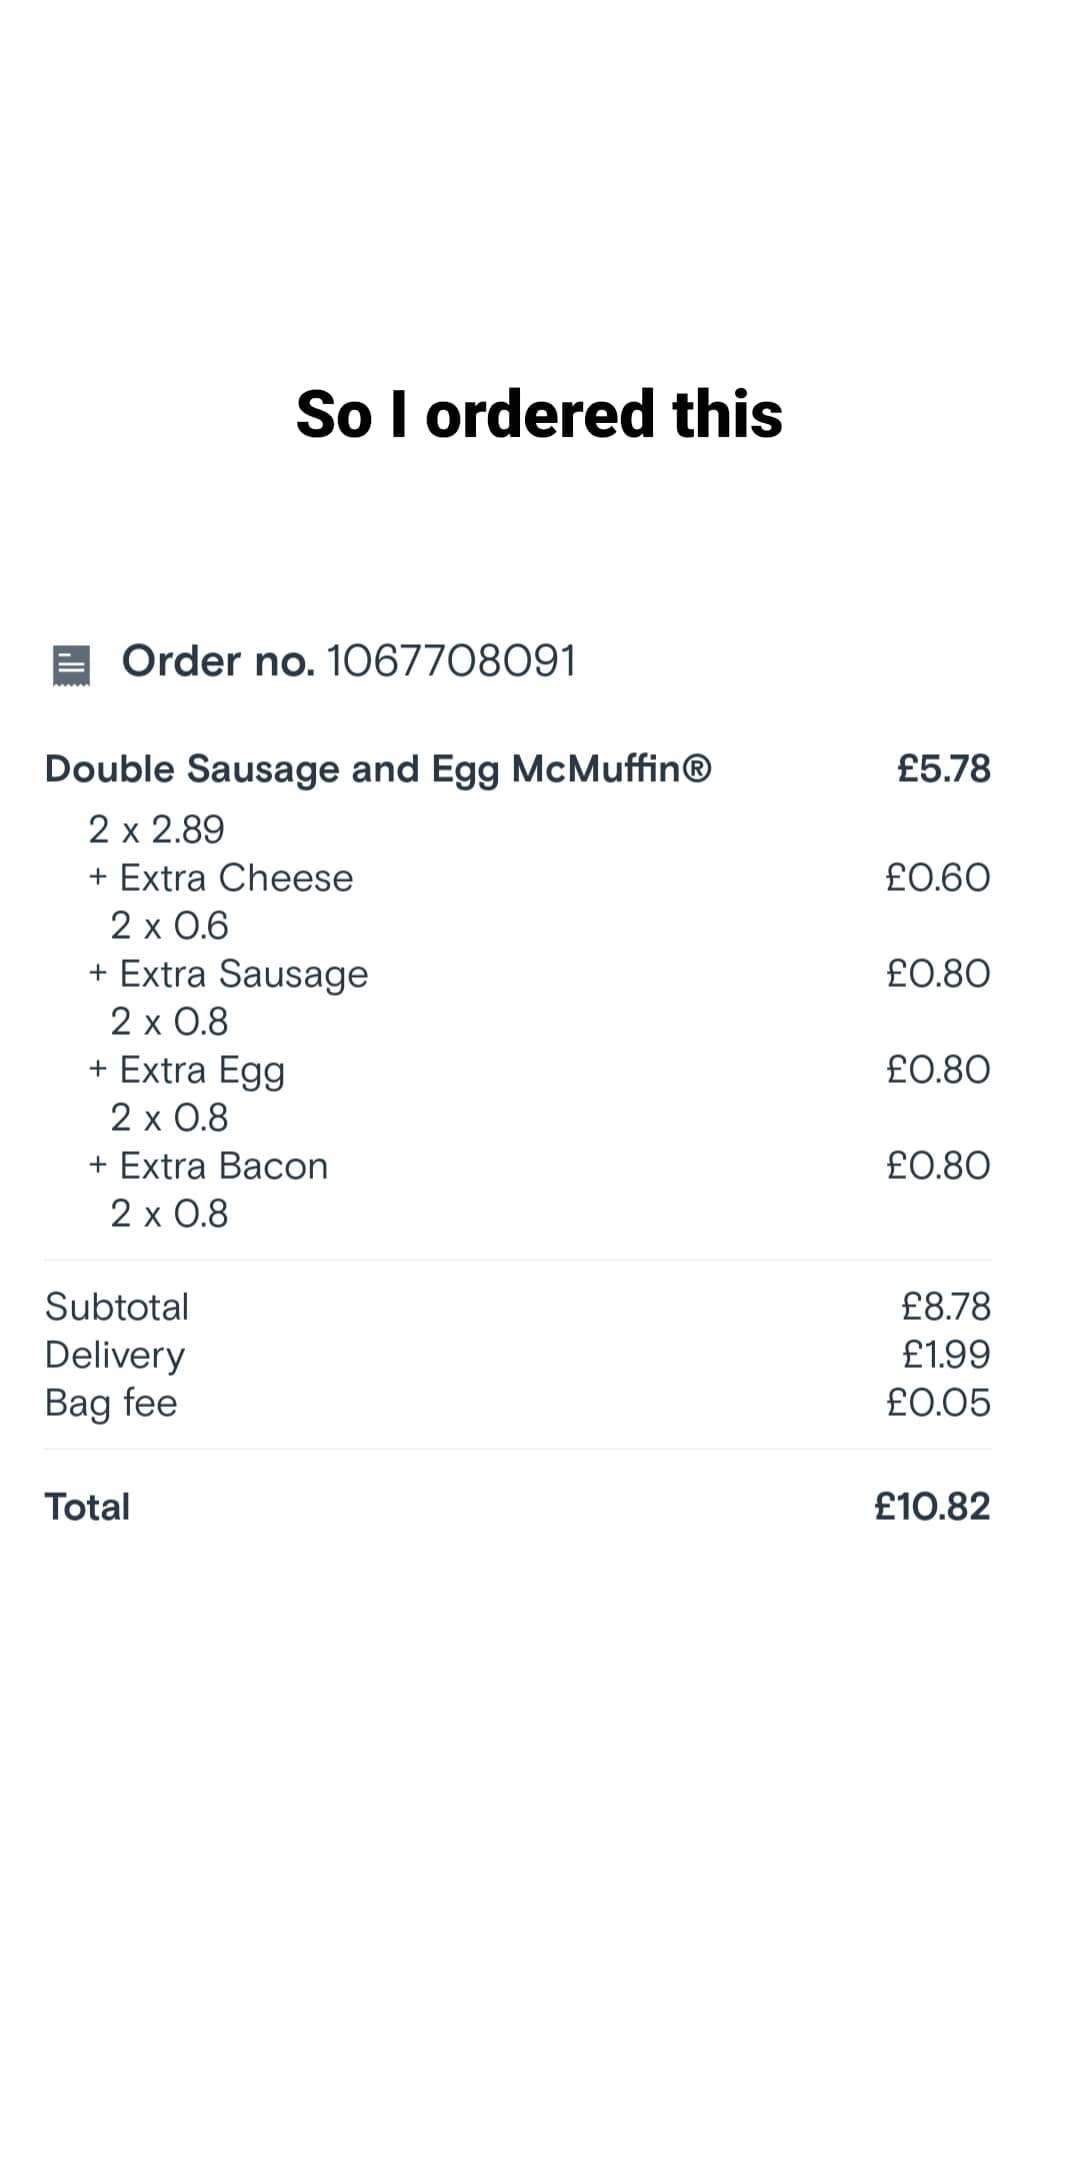 So I ordered this
Order no. 1067708091
Double Sausage and Egg McMuffin® £5.78
2 x 2.89
+ Extra Cheese £0.60
2 x 0.6
+ Extra Sausage £0.80
2 x 0.8
+ Extra Egg £0.80
2 x 0.8
+ Extra Bacon £0.80
2 x 0.8
Subtotal £8.78
Delivery £1.99
Bag fee £0.05
Total £10.82